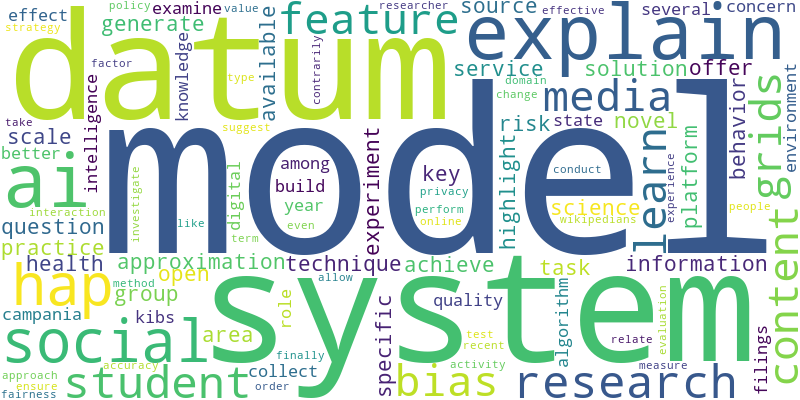 policy
examine
researcher
effect
strategy
generate
feature
value
source
effective
several
concern
datum
explain
factor
knowledge
available
contrarily
service
solution
offer
type
domain
change
intelligence
media
grids
environment
behavior
take
suggest
scale
better
model
risk
state
novel
ai
among
build
key
privacy
perform
online
year
even
experiment
highlight
conduct
science
wikipedians
learn
experience
platform
people
interaction
investigate
question
like
digital
term
practice
health
approximation
technique
achieve
task
information
content
hap
open
method
group
allow
role
system
specific
quality
algorithm
campania
kibs
area
social
finally
test
recent
relate
evaluation
filings
approach
accuracy
collect
activity
measure
ensure
student
order
bias
research
fairness